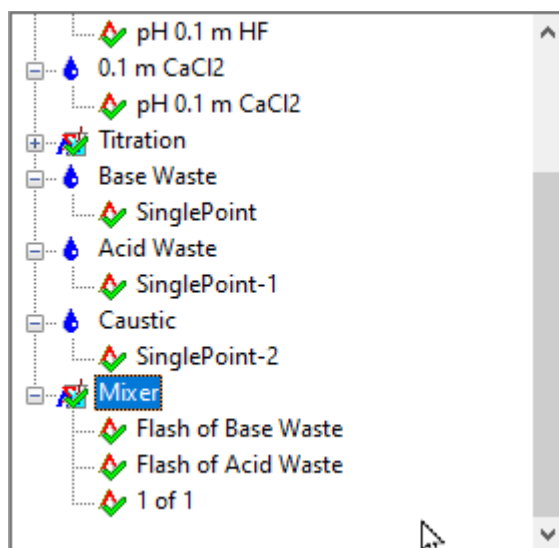 pH 0.1 m HF
0.1 m CaCl2
pH 0.1 m CaCl2
Titration
Base Waste
SinglePoint
Acid Waste
SinglePoint-1
Caustic
SinglePoint-2
Mixer
Flash of Base Waste
Flash of Acid Waste
1 of 1